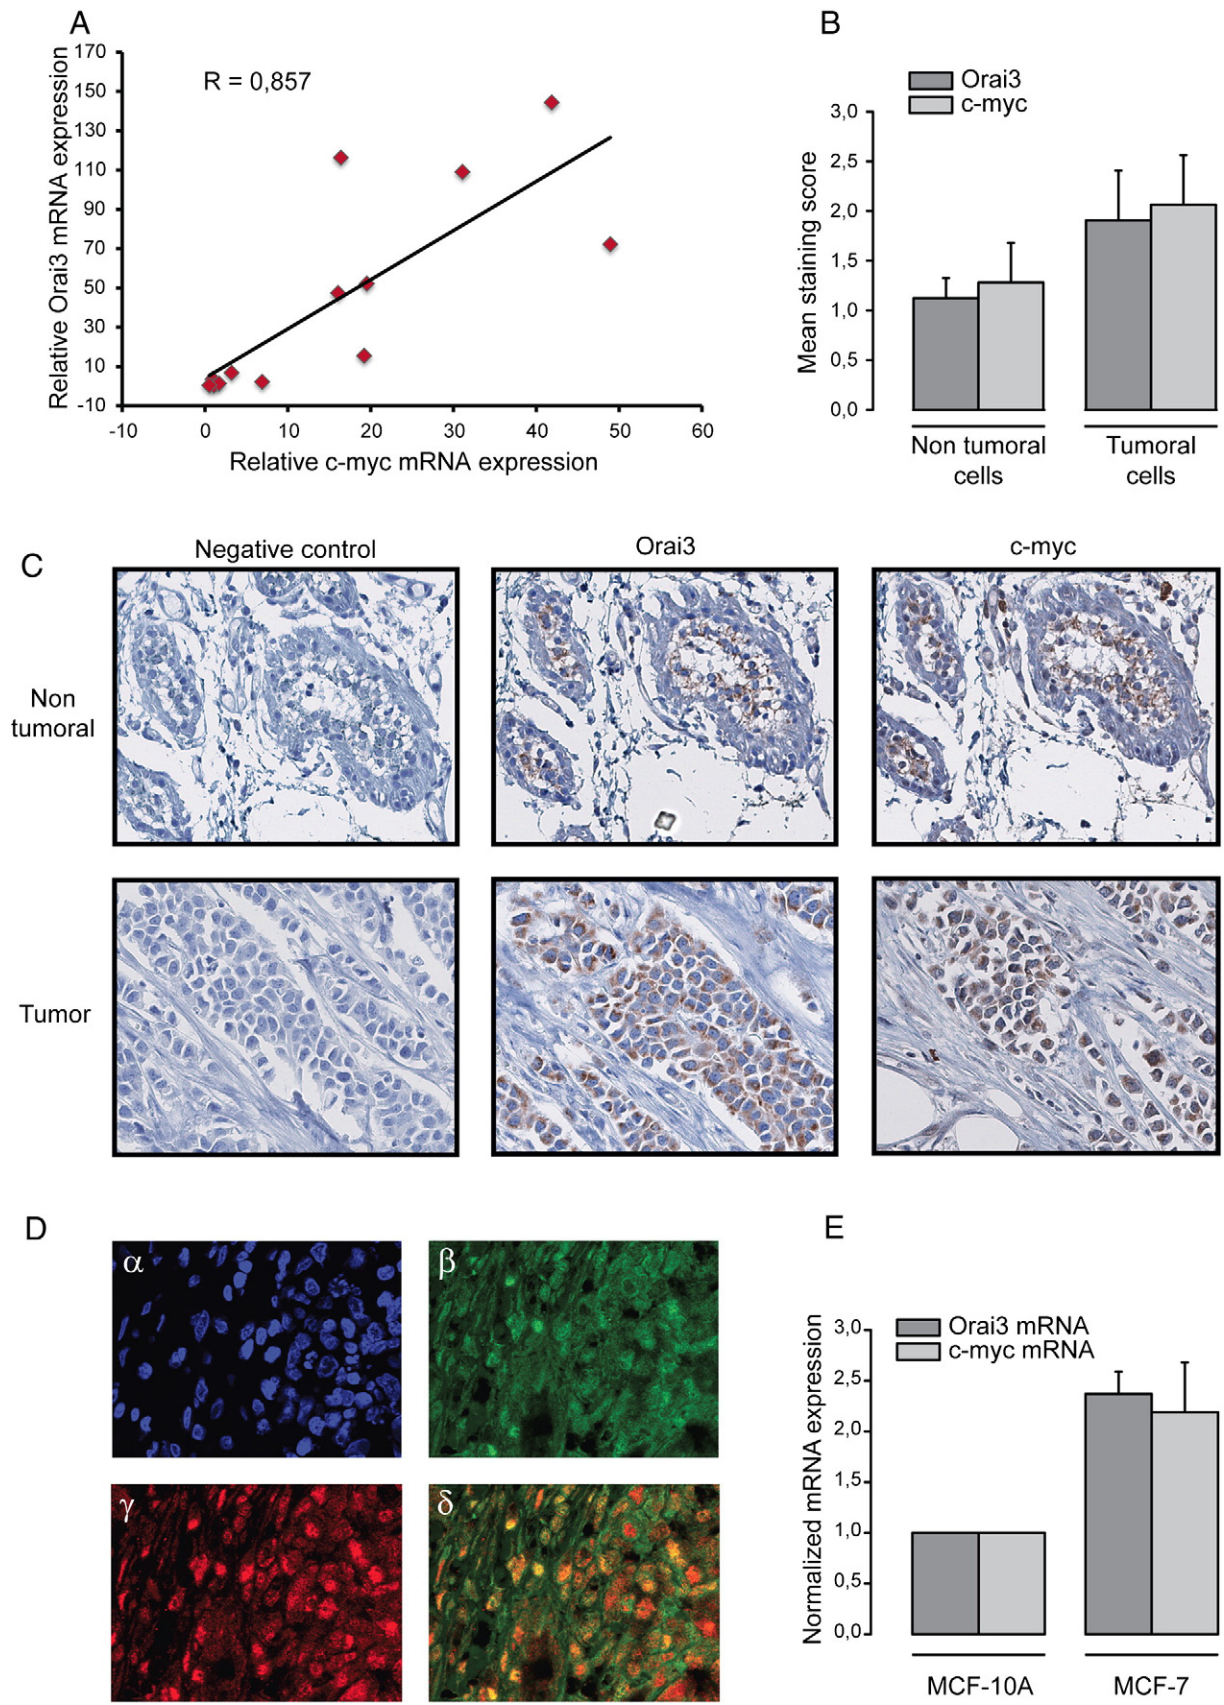 A
170
150
130
110
90
70
50
30
10
-10
Relative Orai3 mRNA expression
R = 0,857
-10
0
10
20
30
40
50
60
Relative c-myc mRNA expression
B
Orai3
c-myc
3,0
2,5
2,0
1,5
1,0
0,5
0,0
Mean staining score
Non tumoral
cells
Tumoral
cells
C
Negative control
Orai3
c-myc
Non
tumoral
Tumor
D
α
β
γ
δ
E
Orai3 mRNA
c-myc mRNA
3,0
2,5
2,0
1,5
1,0
0,5
0,0
Normalized mRNA expression
MCF-10A
MCF-7